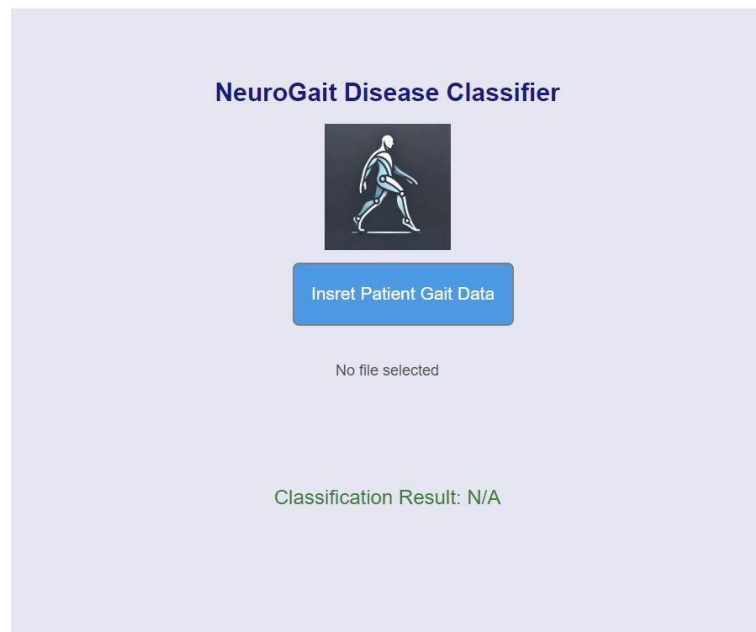 NeuroGait Disease Classifier
Insret Patient Gait Data
No file selected
Classification Result: N/A